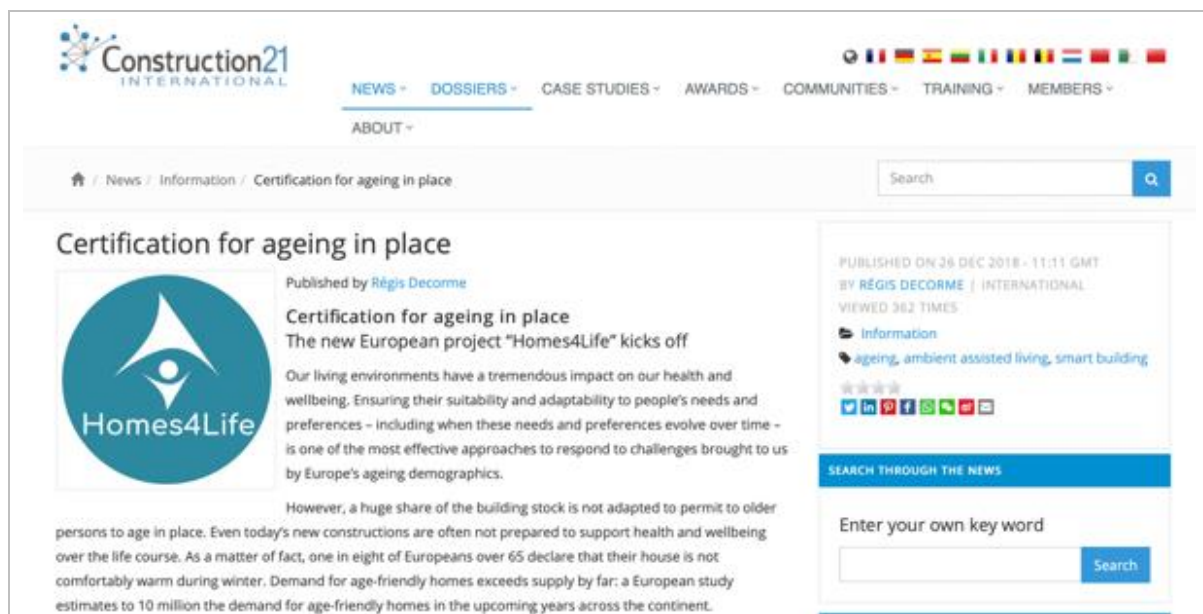 Construction21
INTERNATIONAL
NEWS
DOSSIERS
CASE STUDIES
AWARDS
COMMUNITIES
TRAINING
MEMBERS
ABOUT
/ News / Information / Certification for ageing in place
Search
Certification for ageing in place
Homes4Life
Published by Régis Decorme
Certification for ageing in place
The new European project “Homes4Life” kicks off
Our living environments have a tremendous impact on our health and
wellbeing. Ensuring their suitability and adaptability to people’s needs and
preferences – including when these needs and preferences evolve over time –
is one of the most effective approaches to respond to challenges brought to us
by Europe’s ageing demographics.
However, a huge share of the building stock is not adapted to permit to older
persons to age in place. Even today’s new constructions are often not prepared to support health and wellbeing
over the life course. As a matter of fact, one in eight of Europeans over 65 declare that their house is not
comfortably warm during winter. Demand for age-friendly homes exceeds supply by far: a European study
estimates to 10 million the demand for age-friendly homes in the upcoming years across the continent.
PUBLISHED ON 26 DEC 2018 - 11:11 GMT
BY RÉGIS DECORME | INTERNATIONAL
VIEWED 362 TIMES
Information
ageing, ambient assisted living, smart building
SEARCH THROUGH THE NEWS
Enter your own key word
Search